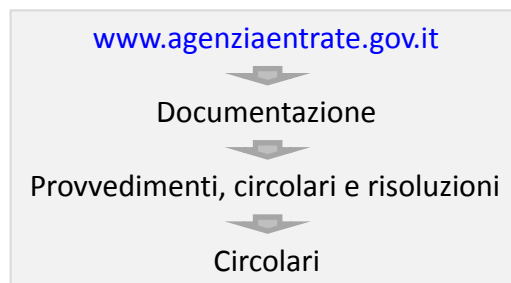 www.agenziaentrate.gov.it
Documentazione
Provvedimenti, circolari e risoluzioni
Circolari